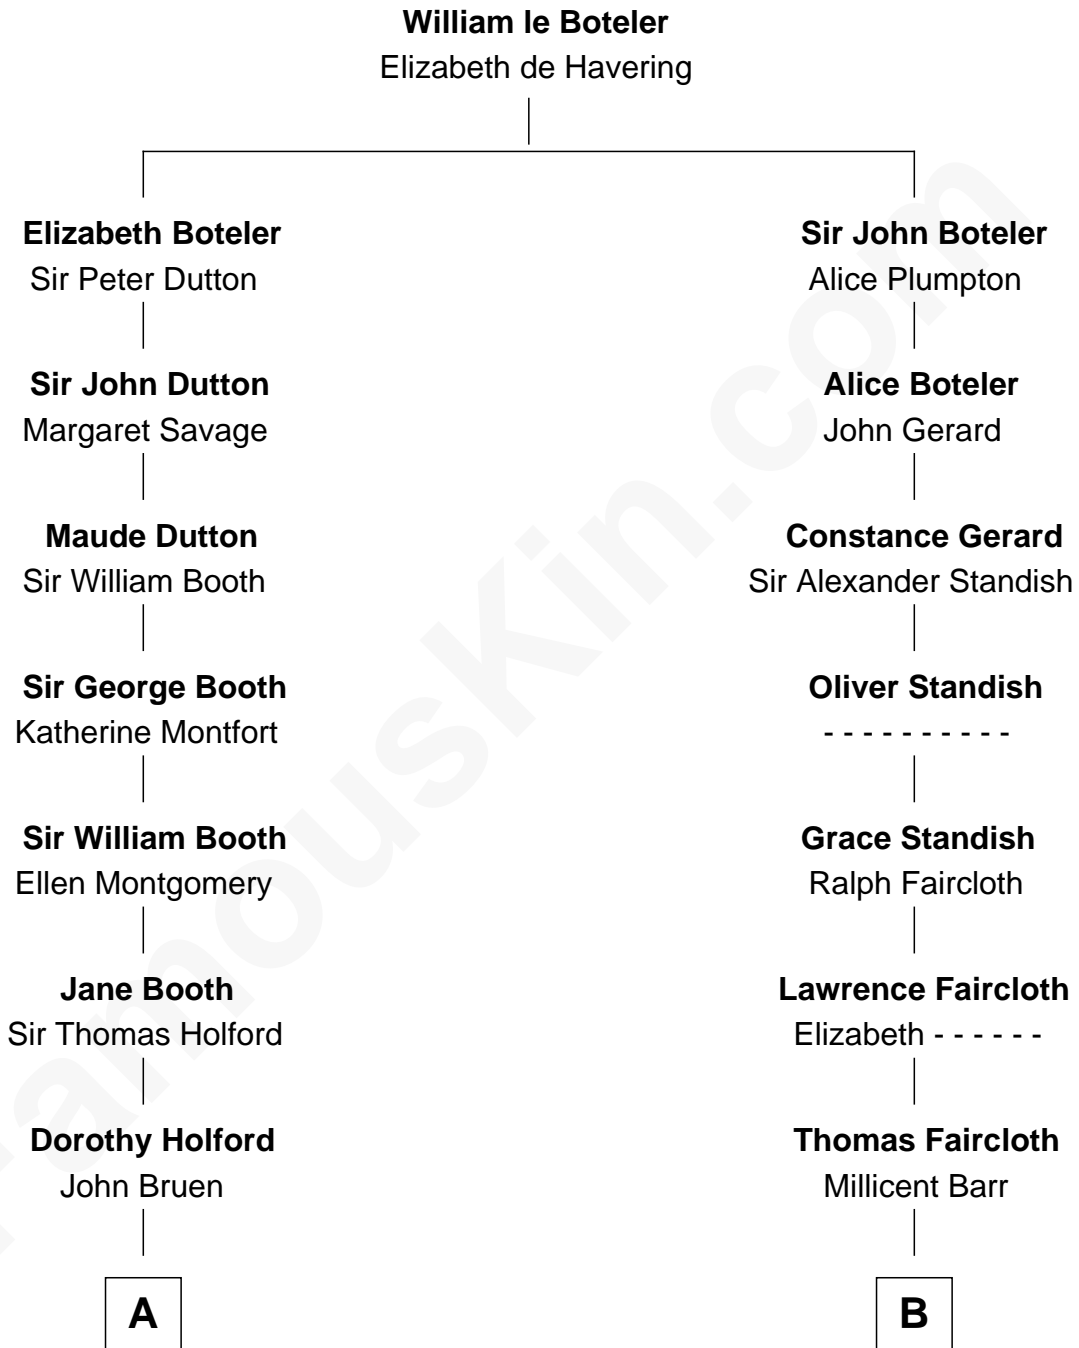 William le Boteler
Elizabeth de Havering
Elizabeth Boteler
Sir Peter Dutton
Sir John Boteler
Alice Plumpton
Sir John Dutton
Margaret Savage
Alice Boteler
John Gerard
Maude Dutton
Sir William Booth
Constance Gerard
Sir Alexander Standish
Sir George Booth
Katherine Montfort
Oliver Standish
- - - - - - - - - -
Sir William Booth
Ellen Montgomery
Grace Standish
Ralph Faircloth
Jane Booth
Sir Thomas Holford
Lawrence Faircloth
Elizabeth - - - - - -
Dorothy Holford
John Bruen
Thomas Faircloth
Millicent Barr
A
B
FamousKin.com